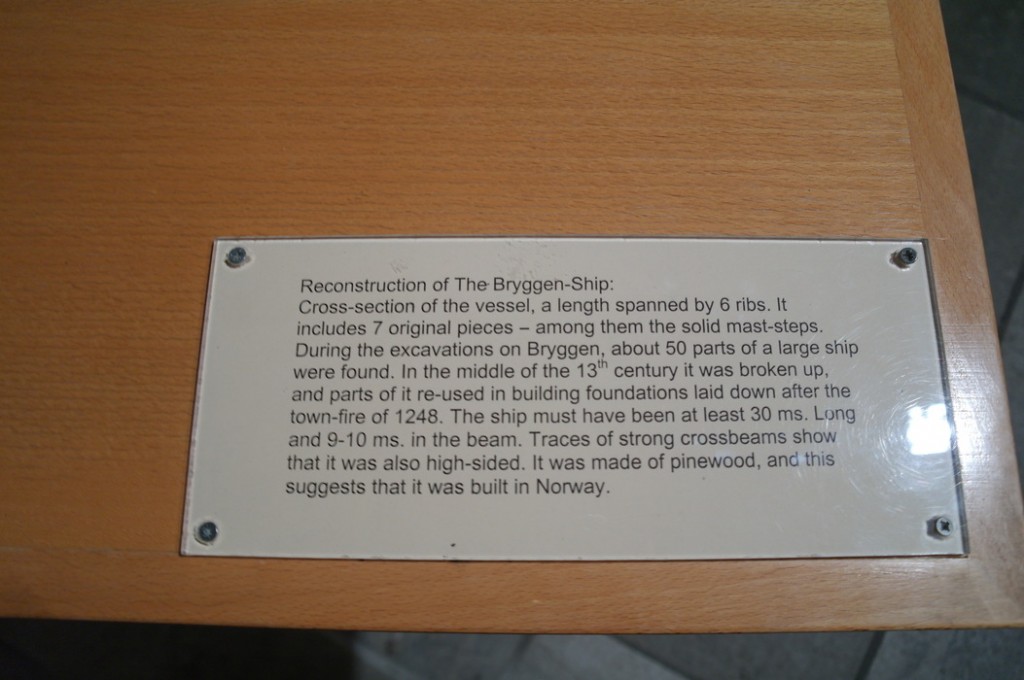 Reconstruction of The Bryggen-Ship:
Cross-section of the vessel, a length spanned by 6 ribs. It
includes 7 original pieces – among them the solid mast-steps.
During the excavations on Bryggen, about 50 parts of a large ship
were found. In the middle of the 13th century it was broken up,
and parts of it re-used in building foundations laid down after the
town-fire of 1248. The ship must have been at least 30 ms. Long
and 9-10 ms. in the beam. Traces of strong crossbeams show
that it was also high-sided. It was made of pinewood, and this
suggests that it was built in Norway.